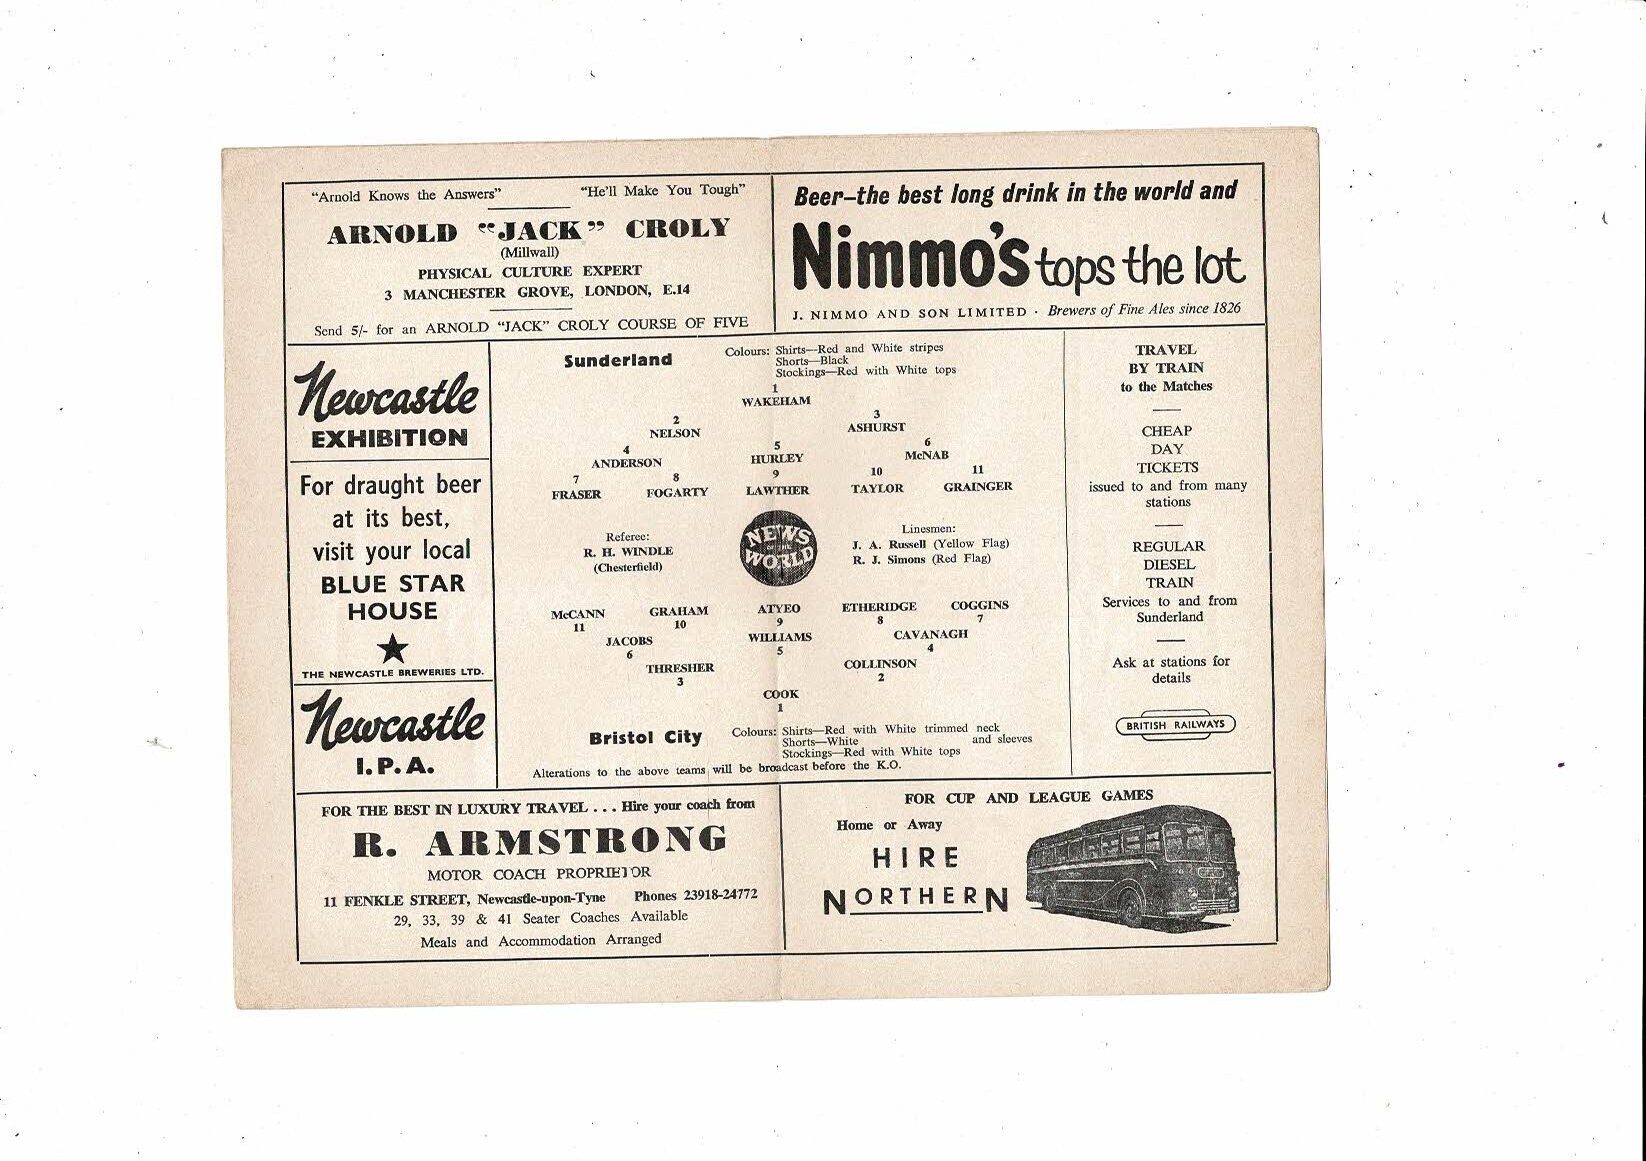 "Arnold Knows the Answers" "He'll Make You Tough"
ARNOLD "JACK" CROLY
(Millwall)
PHYSICAL CULTURE EXPERT
3 MANCHESTER GROVE, LONDON, E.14
Send 5/- for an ARNOLD "JACK" CROLY COURSE OF FIVE
Beer-the best long drink in the world and
Nimmo's tops the lot
J. NIMMO AND SON LIMITED · Brewers of Fine Ales since 1826
Newcastle
EXHIBITION
For draught beer
at its best,
visit your local
BLUE STAR
HOUSE
THE NEWCASTLE BREWERIES LTD.
Newcastle
I.P.A.
Sunderland
Colours: Shirts—Red and White stripes
Shorts—Black
Stockings—Red with White tops
1
WAKEHAM
2 3
NELSON ASHURST
4 5 6
ANDERSON HURLEY McNAB
7 8 9 10 11
FRASER FOGARTY LAWTHER TAYLOR GRAINGER
Referee:
R. H. WINDLE
(Chesterfield)
NEWS
OF THE
WORLD
Linesmen:
J. A. Russell (Yellow Flag)
R. J. Simons (Red Flag)
McCANN GRAHAM ATYEO ETHERIDGE COGGINS
11 10 9 8 7
JACOBS WILLIAMS CAVANAGH
6 5 4
THRESHER COLLINSON
3 2
COOK
1
Bristol City
Colours: Shirts—Red with White trimmed neck
Shorts—White and sleeves
Stockings—Red with White tops
Alterations to the above teams will be broadcast before the K.O.
TRAVEL
BY TRAIN
to the Matches
CHEAP
DAY
TICKETS
issued to and from many
stations
REGULAR
DIESEL
TRAIN
Services to and from
Sunderland
Ask at stations for
details
BRITISH RAILWAYS
FOR THE BEST IN LUXURY TRAVEL . . . Hire your coach from
R. ARMSTRONG
MOTOR COACH PROPRIETOR
11 FENKLE STREET, Newcastle-upon-Tyne Phones 23918-24772
29, 33, 39 & 41 Seater Coaches Available
Meals and Accommodation Arranged
FOR CUP AND LEAGUE GAMES
Home or Away
HIRE
NORTHERN